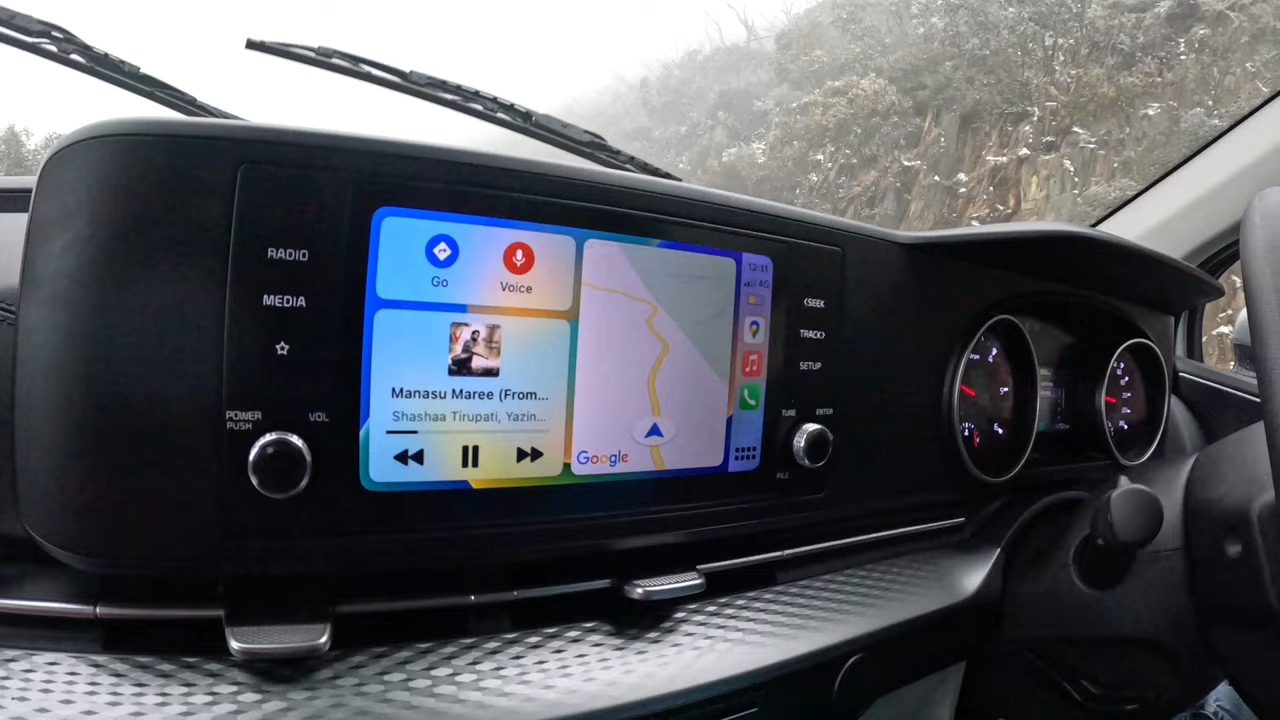 RADIO
MEDIA
POWER
PUSH
VOL
Go
Voice
Manasu Maree (From...
Shashaa Tirupati, Yazin...
Google
12:11
4G
<SEEK
TRACK>
SETUP
TUNE
ENTER
FILE